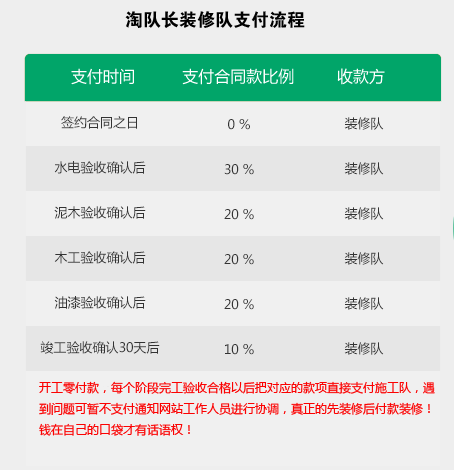 淘队长装修队支付流程
支付时间 支付合同款比例 收款方
签约合同之日 0 % 装修队
水电验收确认后 30 % 装修队
泥木验收确认后 20 % 装修队
木工验收确认后 20 % 装修队
油漆验收确认后 20 % 装修队
竣工验收确认30天后 10 % 装修队
开工零付款，每个阶段完工验收合格以后把对应的款项直接支付施工队，遇
到问题可暂不支付通知网站工作人员进行协调，真正的先装修后付款装修！
钱在自己的口袋才有话语权！